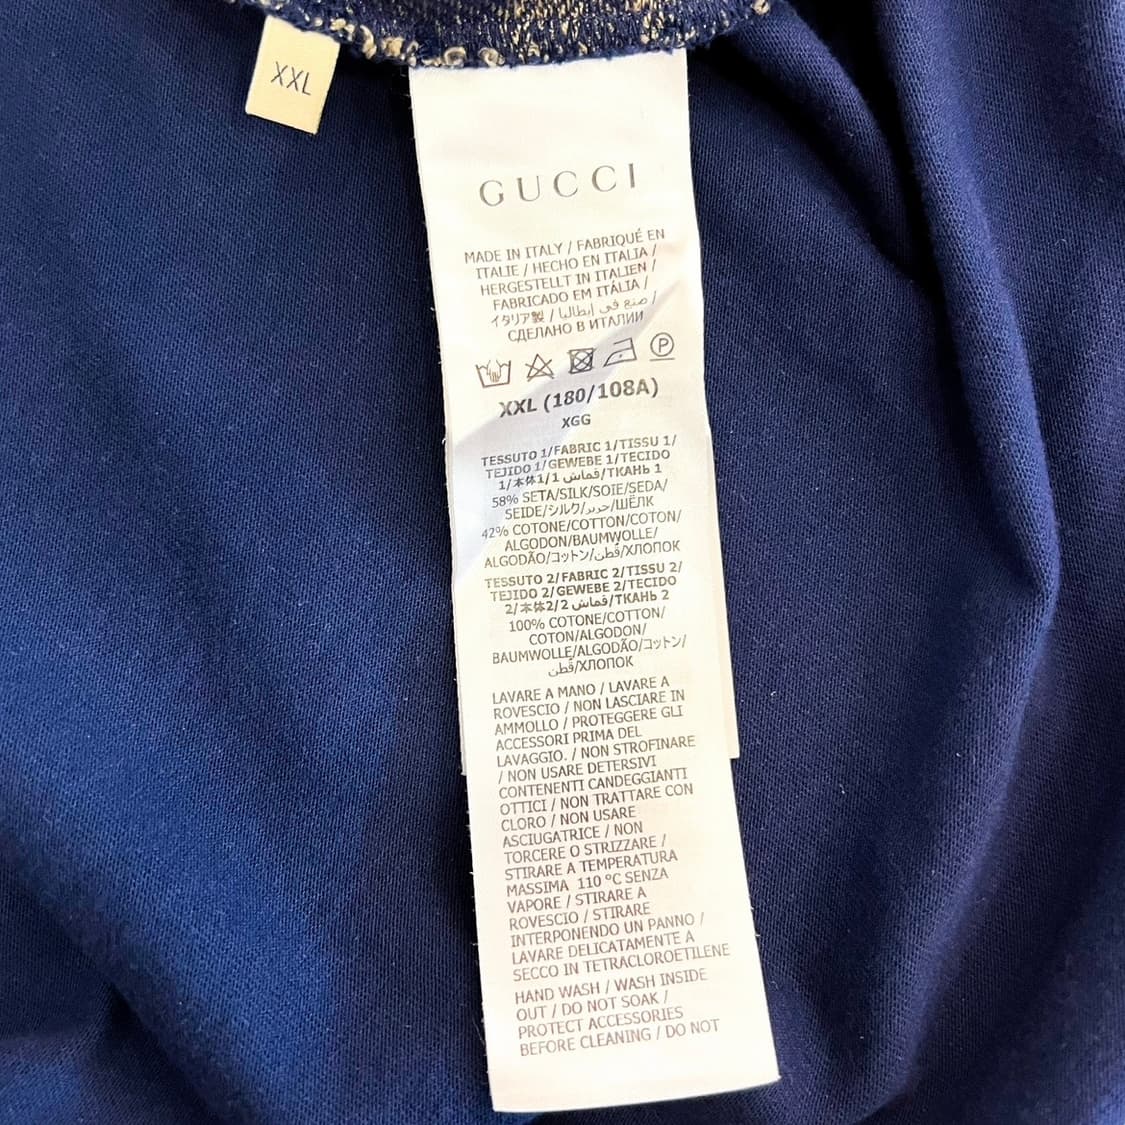 XXL
GUCCI
MADE IN ITALY / FABRIQUÉ EN
ITALIE / HECHO EN ITALIA /
HERGESTELLT IN ITALIEN /
FABRICADO EM ITÁLIA /
イタリア製 / صنع في إيطاليا /
СДЕЛАНО В ИТАЛИИ
P
XXL (180/108A)
XGG
TESSUTO 1/FABRIC 1/TISSU 1/
TEJIDO 1/GEWEBE 1/TECIDO
1/本体1/1 قماش/ТКАНЬ 1
58% SETA/SILK/SOIE/SEDA/
SEIDE/シルク/حرير/ШЁЛК
42% COTONE/COTTON/COTON/
ALGODON/BAUMWOLLE/
ALGODÃO/コットン/قُطن/ХЛОПОК
TESSUTO 2/FABRIC 2/TISSU 2/
TEJIDO 2/GEWEBE 2/TECIDO
2/本体2/2 قماش/ТКАНЬ 2
100% COTONE/COTTON/
COTON/ALGODON/
BAUMWOLLE/ALGODÃO/コットン/
قُطن/ХЛОПОК
LAVARE A MANO / LAVARE A
ROVESCIO / NON LASCIARE IN
AMMOLLO / PROTEGGERE GLI
ACCESSORI PRIMA DEL
LAVAGGIO. / NON STROFINARE
/ NON USARE DETERSIVI
CONTENENTI CANDEGGIANTI
OTTICI / NON TRATTARE CON
CLORO / NON USARE
ASCIUGATRICE / NON
TORCERE O STRIZZARE /
STIRARE A TEMPERATURA
MASSIMA 110 °C SENZA
VAPORE / STIRARE A
ROVESCIO / STIRARE
INTERPONENDO UN PANNO /
LAVARE DELICATAMENTE A
SECCO IN TETRACLOROETILENE
HAND WASH / WASH INSIDE
OUT / DO NOT SOAK /
PROTECT ACCESSORIES
BEFORE CLEANING / DO NOT